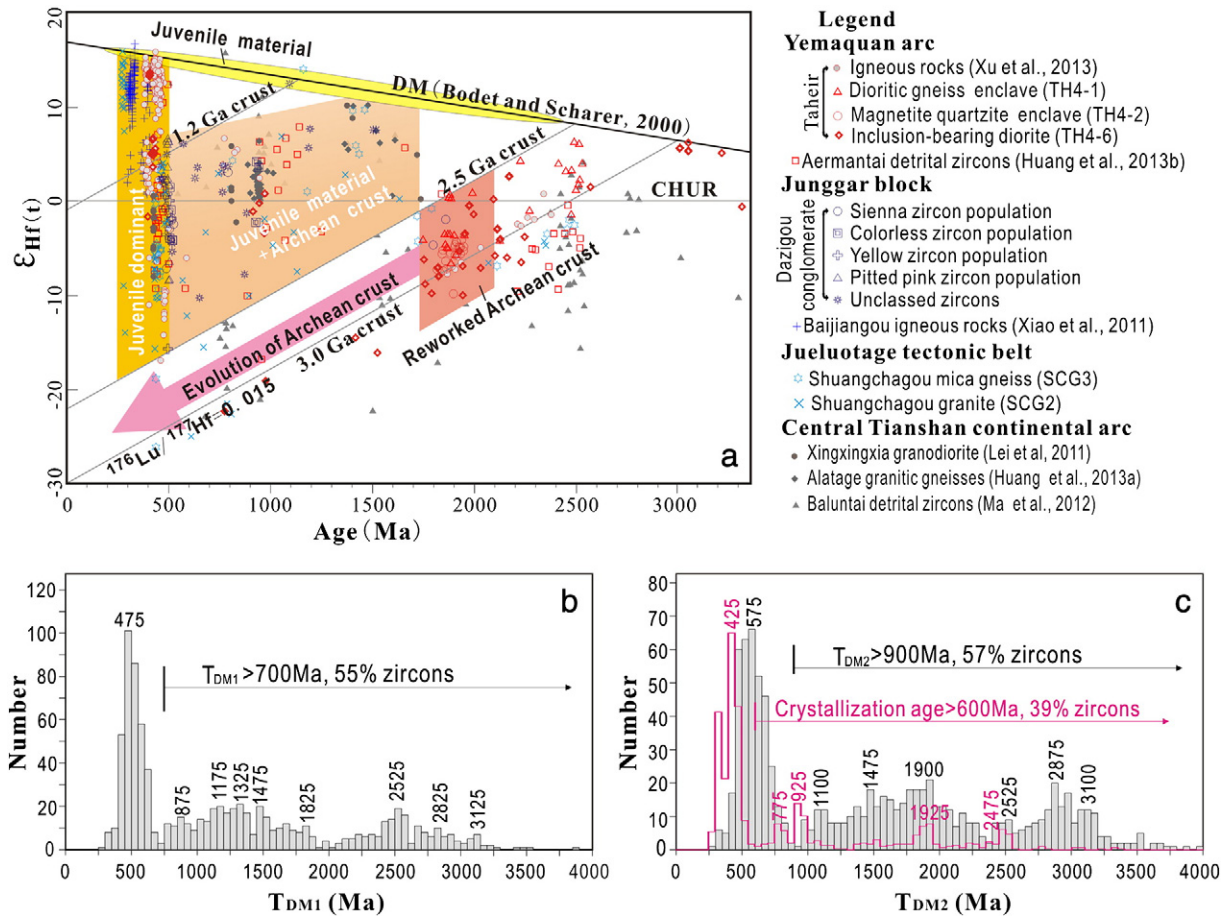 20
10
0
-10
-20
-30
εHf(t)
0
500
1000
1500
2000
2500
3000
Age(Ma)
Juvenile material
DM(Bodet and Scharer, 2000)
1.2 Ga crust
2.5 Ga crust
CHUR
Juvenile dominant
Juvenile material
+Archean crust
Evolution of Archean crust
3.0 Ga crust
Reworked Archean crust
176Lu/177Hf=0.015
a
Legend
Yemaquan arc
Taheir
Igneous rocks (Xu et al., 2013)
Dioritic gneiss enclave (TH4-1)
Magnetite quartzite enclave (TH4-2)
Inclusion-bearing diorite (TH4-6)
Aermantai detrital zircons (Huang et al., 2013b)
Junggar block
Dazigou
conglomerate
Sienna zircon population
Colorless zircon population
Yellow zircon population
Pitted pink zircon population
Unclassed zircons
Baijiangou igneous rocks (Xiao et al., 2011)
Jueluotage tectonic belt
Shuangchagou mica gneiss (SCG3)
Shuangchagou granite (SCG2)
Central Tianshan continental arc
Xingxingxia granodiorite (Lei et al, 2011)
Alatage granitic gneisses (Huang et al., 2013a)
Baluntai detrital zircons (Ma et al., 2012)
b
120
100
80
60
40
20
0
Number
475
TDM1>700Ma, 55% zircons
875
1175
1325
1475
1825
2525
2825
3125
0
500
1000
1500
2000
2500
3000
3500
4000
TDM1 (Ma)
c
80
70
60
50
40
30
20
10
0
Number
425
575
TDM2>900Ma, 57% zircons
Crystallization age>600Ma, 39% zircons
775
925
1100
1475
1900
1925
2475
2525
2875
3100
0
500
1000
1500
2000
2500
3000
3500
4000
TDM2 (Ma)